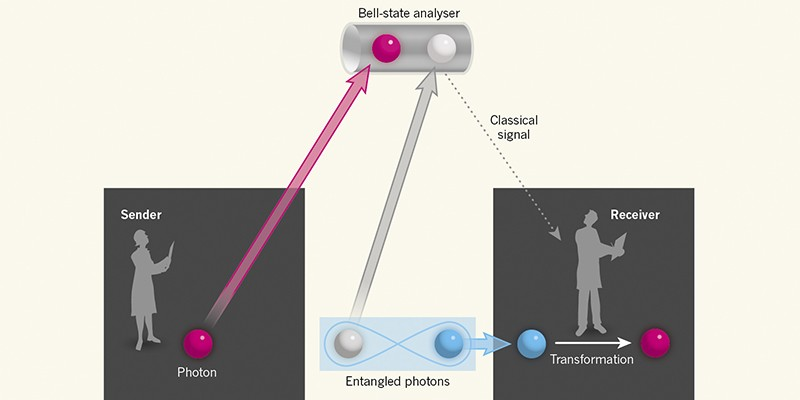 Bell-state analyser
Classical
signal
Sender
Receiver
Photon
Entangled photons
Transformation